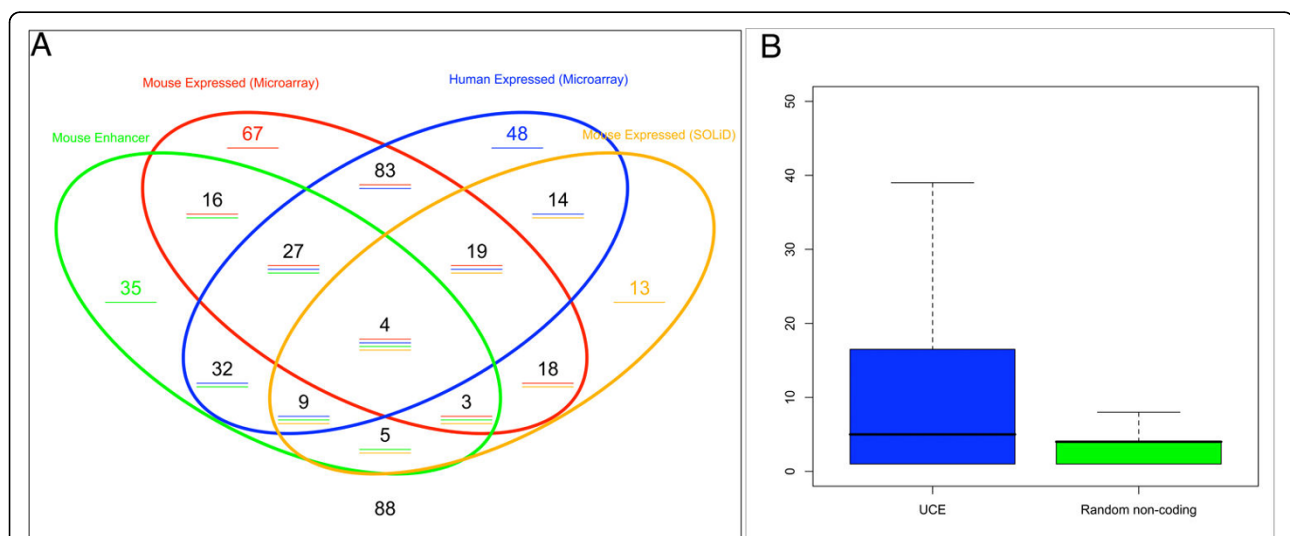 A
Mouse Expressed (Microarray)
Human Expressed (Microarray)
Mouse Enhancer
Mouse Expressed (SOLiD)
67
48
83
16
14
27
19
35
13
4
32
18
9
3
5
88
B
50
40
30
20
10
0
UCE
Random non-coding